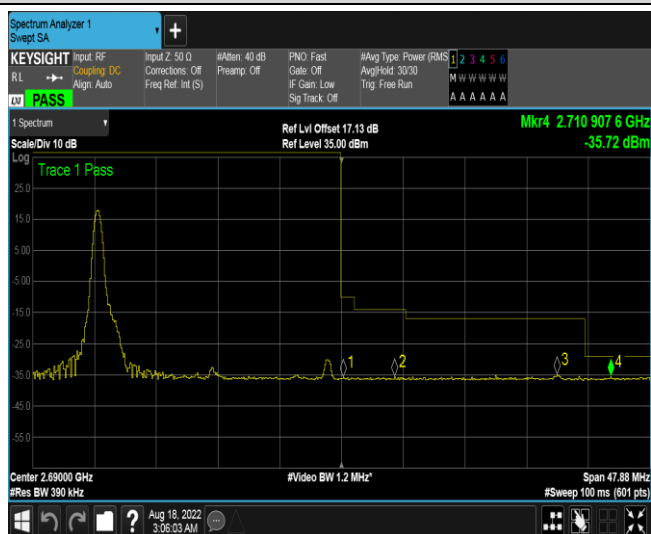 Spectrum Analyzer 1
Swept SA
+
KEYSIGHT
RL
LXI PASS
Input: RF
Coupling: DC
Align: Auto
Input Z: 50 Ω
Corrections: Off
Freq Ref: Int (S)
#Atten: 40 dB
Preamp: Off
PNO: Fast
Gate: Off
IF Gain: Low
Sig Track: Off
#Avg Type: Power (RMS
Avg|Hold: 30/30
Trig: Free Run
1 2 3 4 5 6
M W W W W W
A A A A A A
1 Spectrum
Scale/Div 10 dB
Ref Lvl Offset 17.13 dB
Ref Level 35.00 dBm
Mkr4 2.710 907 6 GHz
-35.72 dBm
Log
Trace 1 Pass
25.0
15.0
5.00
-5.00
-15.0
-25.0
-35.0
-45.0
-55.0
1
2
3
4
Center 2.69000 GHz
#Res BW 390 kHz
#Video BW 1.2 MHz*
Span 47.88 MHz
#Sweep 100 ms (601 pts)
?
Aug 18, 2022
3:06:03 AM